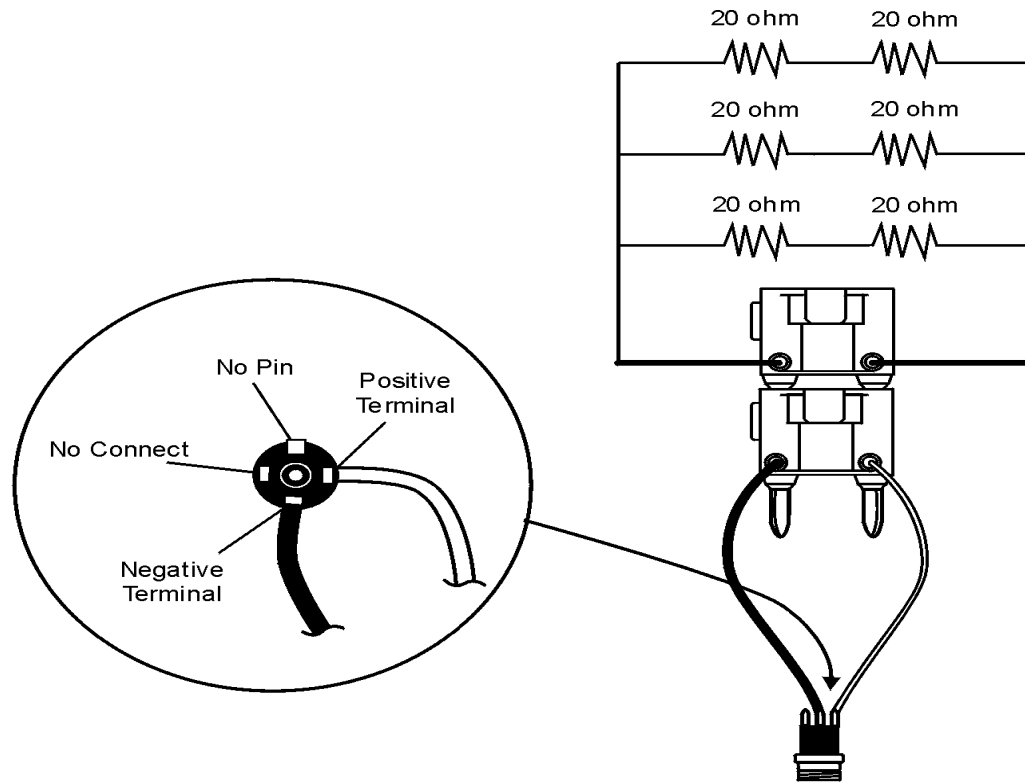 20 ohm 20 ohm
20 ohm 20 ohm
20 ohm 20 ohm
No Pin
Positive
Terminal
No Connect
Negative
Terminal